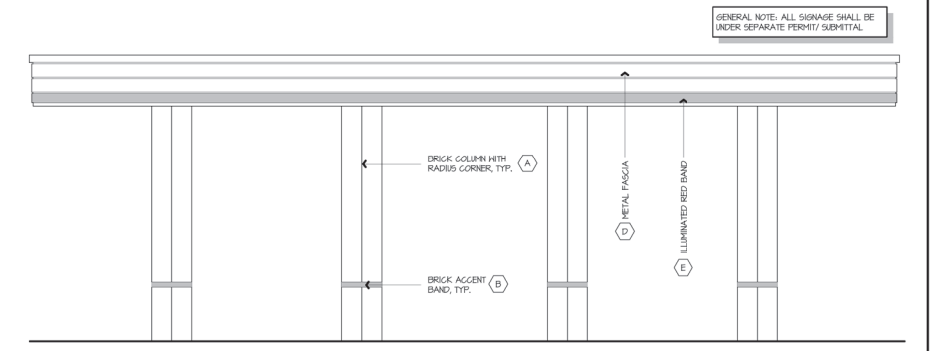 GENERAL NOTE: ALL SIGNAGE SHALL BE
UNDER SEPARATE PERMIT/ SUBMITTAL
BRICK COLUMN WITH
RADIUS CORNER, TYP.
A
BRICK ACCENT
BAND, TYP.
B
METAL FASCIA
D
ILLUMINATED RED BAND
E